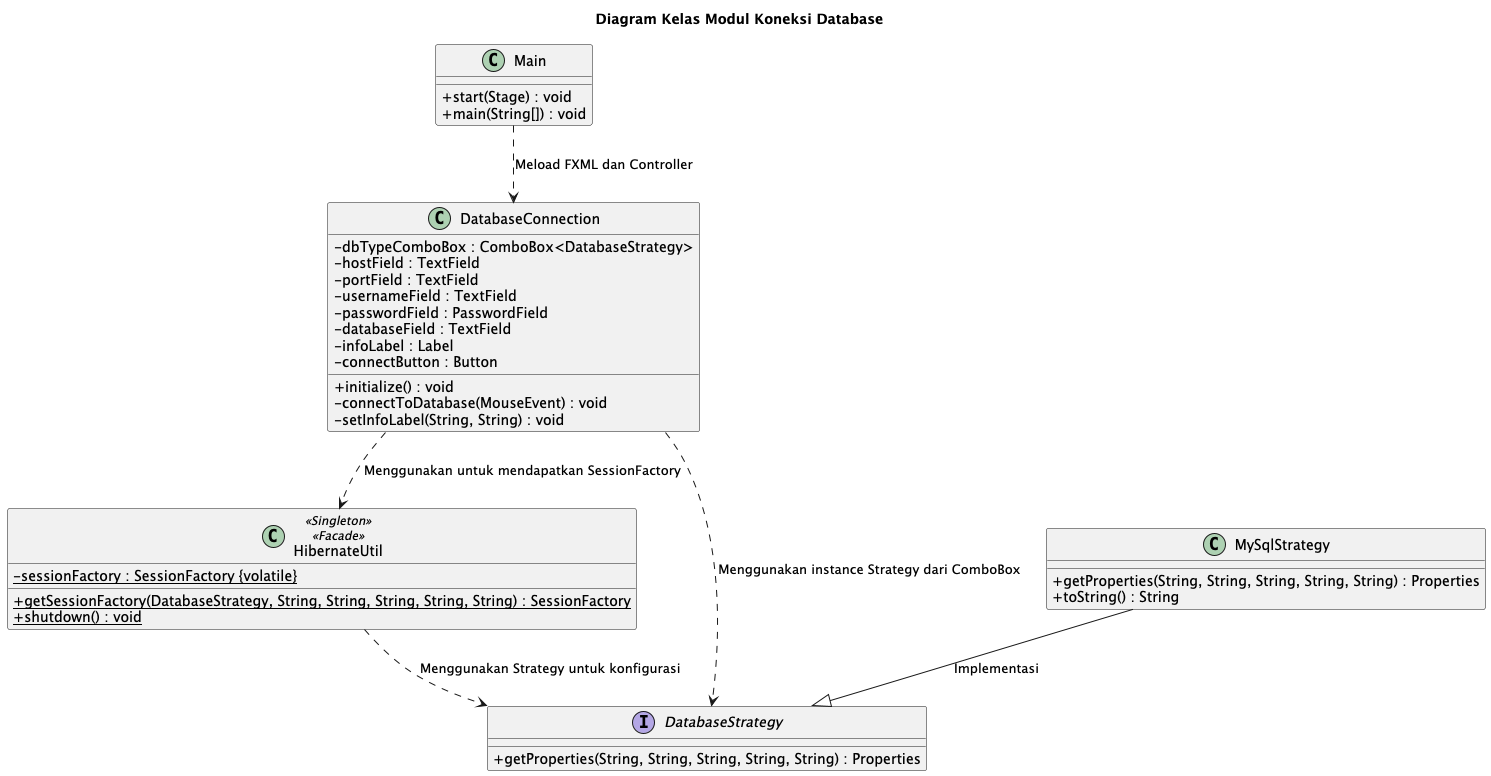 Diagram Kelas Modul Koneksi Database
C Main
+start(Stage) : void
+main(String[]) : void
Meload FXML dan Controller
C DatabaseConnection
-dbTypeComboBox : ComboBox<DatabaseStrategy>
-hostField : TextField
-portField : TextField
-usernameField : TextField
-passwordField : PasswordField
-databaseField : TextField
-infoLabel : Label
-connectButton : Button
+initialize() : void
-connectToDatabase(MouseEvent) : void
-setInfoLabel(String, String) : void
Menggunakan untuk mendapatkan SessionFactory
«Singleton»
«Facade»
C HibernateUtil
-sessionFactory : SessionFactory {volatile}
+getSessionFactory(DatabaseStrategy, String, String, String, String, String) : SessionFactory
+shutdown() : void
Menggunakan instance Strategy dari ComboBox
C MySqlStrategy
+getProperties(String, String, String, String, String) : Properties
+toString() : String
Menggunakan Strategy untuk konfigurasi
Implementasi
I DatabaseStrategy
+getProperties(String, String, String, String, String) : Properties